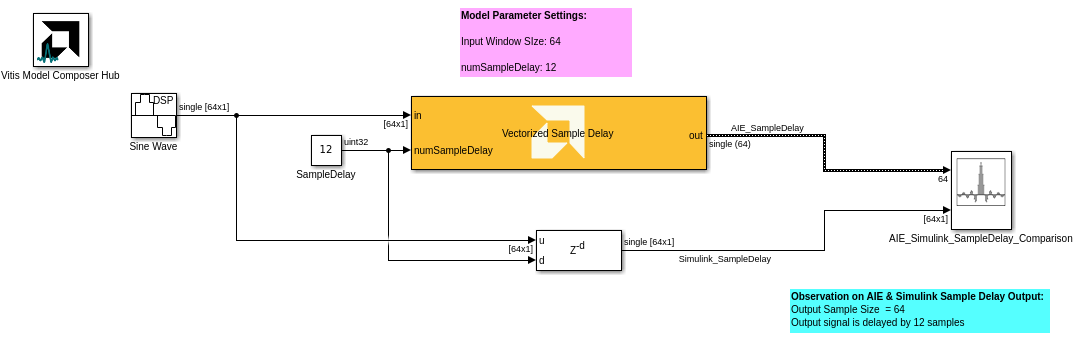 Model Parameter Settings:
Input Window SIze: 64
numSampleDelay: 12
Vitis Model Composer Hub
DSP
single [64x1]
Sine Wave
[64x1]
in
Vectorized Sample Delay
out
AIE_SampleDelay
single (64)
12
uint32
numSampleDelay
SampleDelay
64
[64x1]
AIE_Simulink_SampleDelay_Comparison
u
[64x1]
d
Z-d
single [64x1]
Simulink_SampleDelay
Observation on AIE & Simulink Sample Delay Output:
Output Sample Size = 64
Output signal is delayed by 12 samples